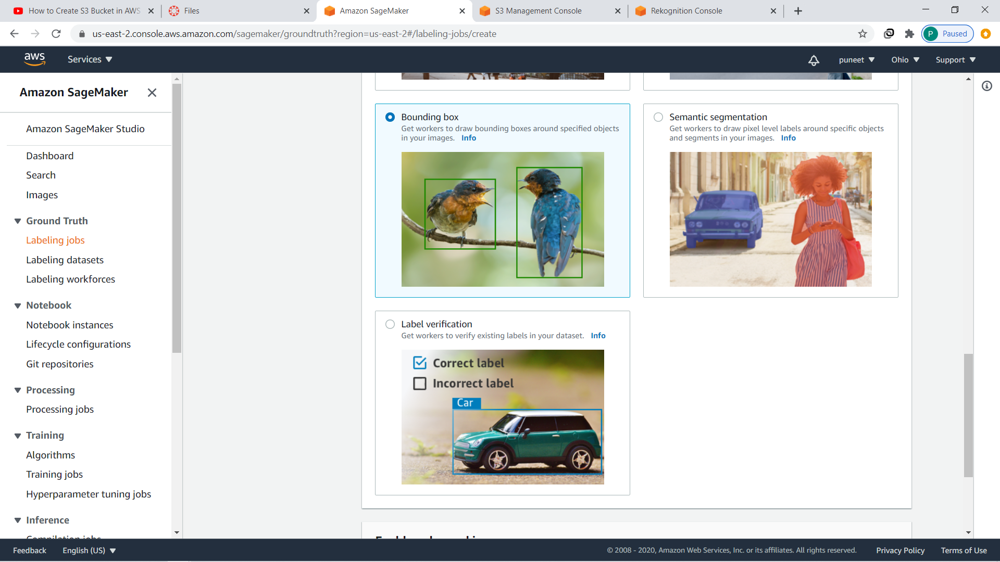 How to Create S3 Bucket in AWS
Files
Amazon SageMaker
S3 Management Console
Rekognition Console
us-east-2.console.aws.amazon.com/sagemaker/groundtruth?region=us-east-2#/labeling-jobs/create
P
Paused
aws
Services
puneet
Ohio
Support
Amazon SageMaker
Amazon SageMaker Studio
Dashboard
Search
Images
Ground Truth
Labeling jobs
Labeling datasets
Labeling workforces
Notebook
Notebook instances
Lifecycle configurations
Git repositories
Processing
Processing jobs
Training
Algorithms
Training jobs
Hyperparameter tuning jobs
Inference
Compilation jobs
Bounding box
Get workers to draw bounding boxes around specified objects
in your images. Info
Semantic segmentation
Get workers to draw pixel level labels around specific objects
and segments in your images. Info
Label verification
Get workers to verify existing labels in your dataset. Info
Correct label
Incorrect label
Car
Feedback
English (US)
© 2008 - 2020, Amazon Web Services, Inc. or its affiliates. All rights reserved.
Privacy Policy
Terms of Use